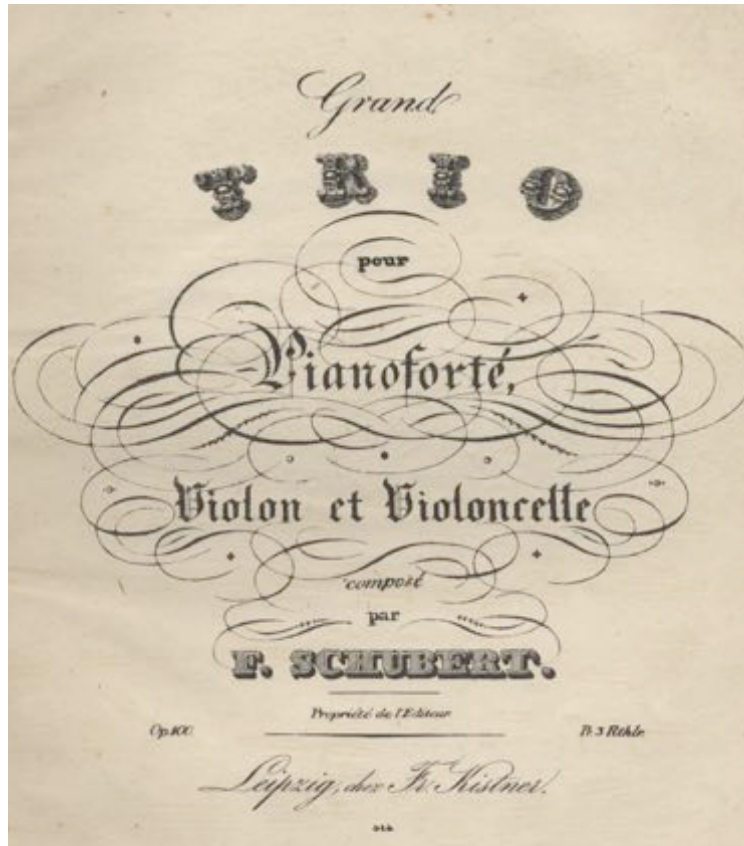 Grand
TRIO
pour
Pianoforté,
Violon et Violoncelle
composé
par
F. SCHUBERT.
Propriété de l'Editeur
Op. 100. Pr. 3 Rthlr
Leipzig, chez Fr. Kistner.